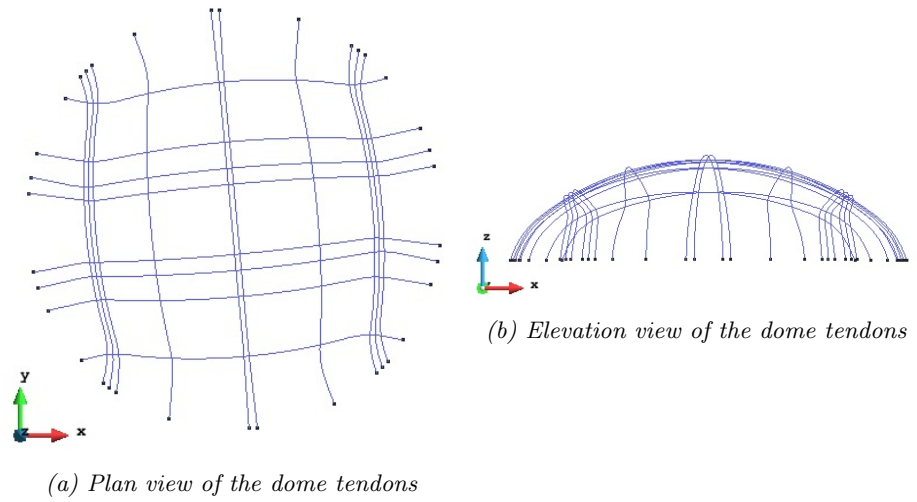 y
z x
(a) Plan view of the dome tendons
z
x
(b) Elevation view of the dome tendons